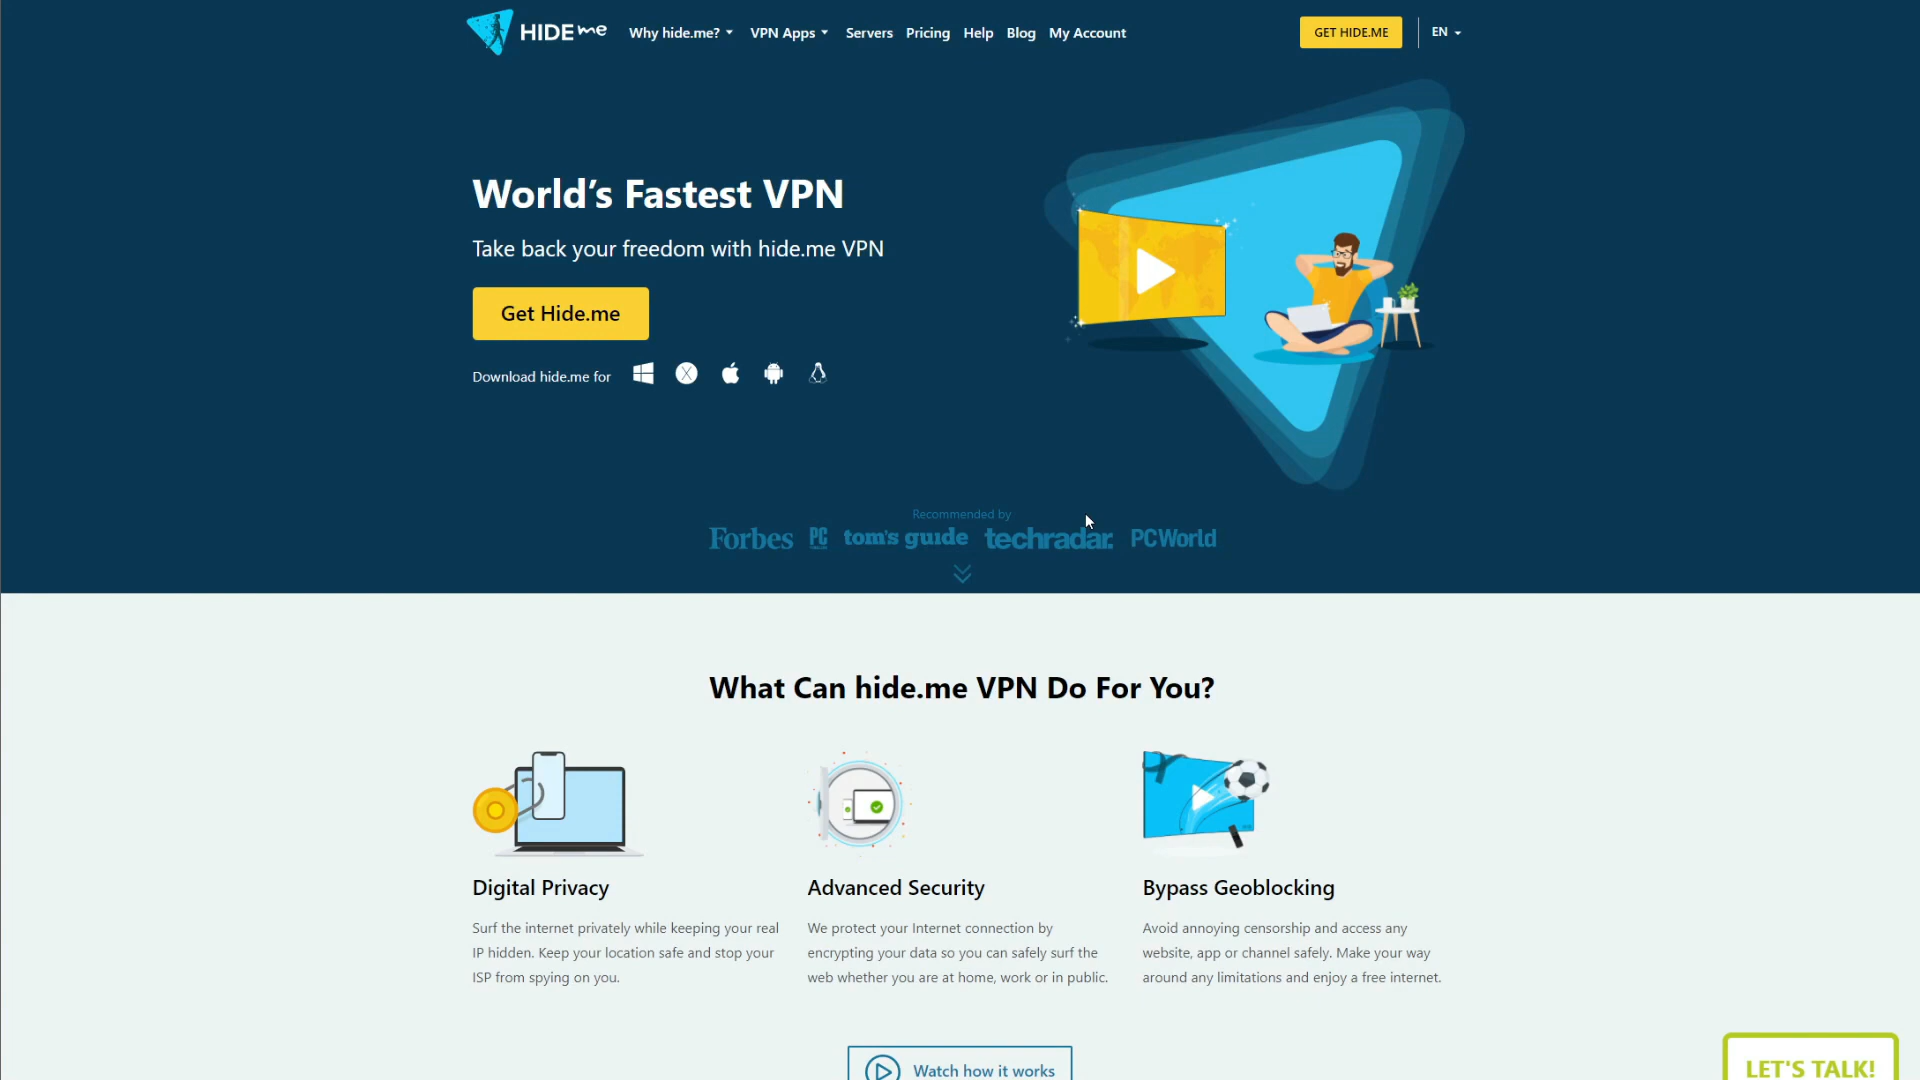 HIDE me
Why hide.me?
VPN Apps
Servers
Pricing
Help
Blog
My Account
GET HIDE.ME
EN
World's Fastest VPN
Take back your freedom with hide.me VPN
Get Hide.me
Download hide.me for
Recommended by
Forbes
PC
tom's guide
techradar.
PCWorld
What Can hide.me VPN Do For You?
Digital Privacy
Surf the internet privately while keeping your real
IP hidden. Keep your location safe and stop your
ISP from spying on you.
Advanced Security
We protect your Internet connection by
encrypting your data so you can safely surf the
web whether you are at home, work or in public.
Bypass Geoblocking
Avoid annoying censorship and access any
website, app or channel safely. Make your way
around any limitations and enjoy a free internet.
Watch how it works
LET'S TALK!